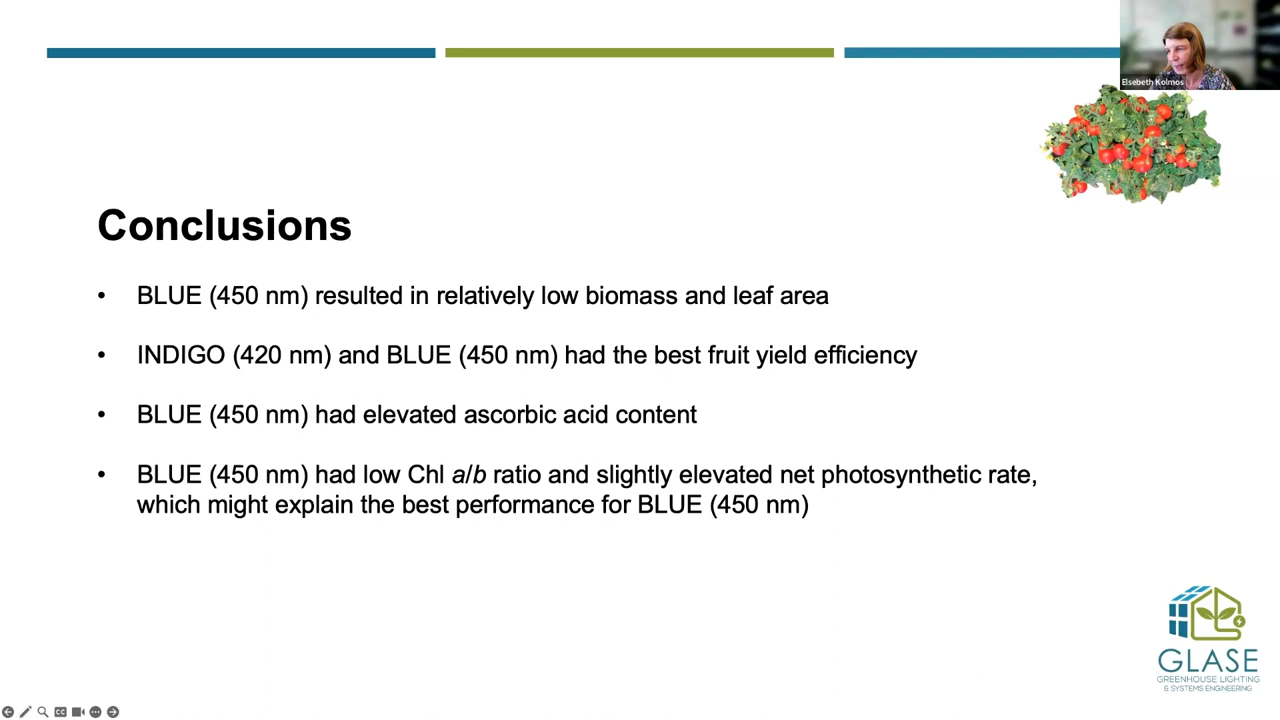 Elsebeth Kolmos
Conclusions
• BLUE (450 nm) resulted in relatively low biomass and leaf area
• INDIGO (420 nm) and BLUE (450 nm) had the best fruit yield efficiency
• BLUE (450 nm) had elevated ascorbic acid content
• BLUE (450 nm) had low Chl a/b ratio and slightly elevated net photosynthetic rate,
which might explain the best performance for BLUE (450 nm)
GLASE
GREENHOUSE LIGHTING
& SYSTEMS ENGINEERING
CC